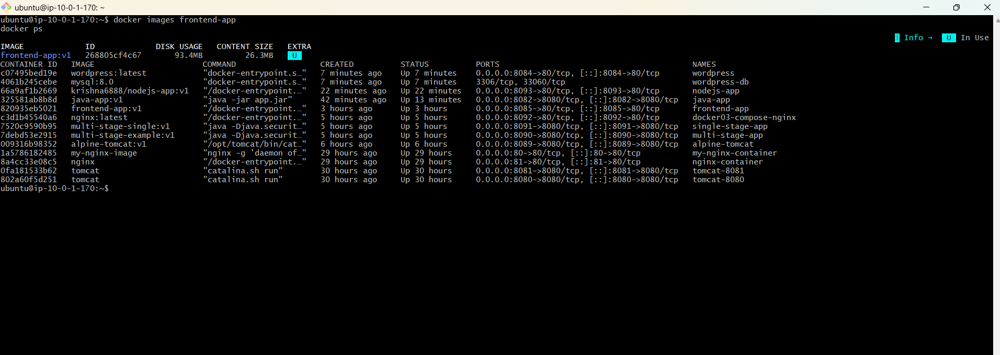 ubuntu@ip-10-0-1-170: ~
ubuntu@ip-10-0-1-170:~$ docker images frontend-app
docker ps
i Info → U In Use
IMAGE ID DISK USAGE CONTENT SIZE EXTRA
frontend-app:v1 268805cf4c67 93.4MB 26.3MB U
CONTAINER ID IMAGE COMMAND CREATED STATUS PORTS NAMES
c07495bed19e wordpress:latest "docker-entrypoint.s…" 7 minutes ago Up 7 minutes 0.0.0.0:8084->80/tcp, [::]:8084->80/tcp wordpress
4061b245cebe mysql:8.0 "docker-entrypoint.s…" 7 minutes ago Up 7 minutes 3306/tcp, 33060/tcp wordpress-db
66a9af1b2669 krishna6888/nodejs-app:v1 "/docker-entrypoint.…" 22 minutes ago Up 22 minutes 0.0.0.0:8093->80/tcp, [::]:8093->80/tcp nodejs-app
325581ab8b8d java-app:v1 "java -jar app.jar" 42 minutes ago Up 13 minutes 0.0.0.0:8082->8080/tcp, [::]:8082->8080/tcp java-app
820935eb5021 frontend-app:v1 "/docker-entrypoint.…" 3 hours ago Up 3 hours 0.0.0.0:8085->80/tcp, [::]:8085->80/tcp frontend-app
c3d1b45540a6 nginx:latest "/docker-entrypoint.…" 5 hours ago Up 5 hours 0.0.0.0:8092->80/tcp, [::]:8092->80/tcp docker03-compose-nginx
7520c9590b95 multi-stage-single:v1 "java -Djava.securit…" 5 hours ago Up 5 hours 0.0.0.0:8091->8080/tcp, [::]:8091->8080/tcp single-stage-app
7debd53e2915 multi-stage-example:v1 "java -Djava.securit…" 5 hours ago Up 5 hours 0.0.0.0:8090->8080/tcp, [::]:8090->8080/tcp multi-stage-app
009316b98352 alpine-tomcat:v1 "/opt/tomcat/bin/cat…" 6 hours ago Up 6 hours 0.0.0.0:8089->8080/tcp, [::]:8089->8080/tcp alpine-tomcat
1a5786182485 my-nginx-image "nginx -g 'daemon of…" 29 hours ago Up 29 hours 0.0.0.0:80->80/tcp, [::]:80->80/tcp my-nginx-container
8a4cc33e08c5 nginx "/docker-entrypoint.…" 29 hours ago Up 29 hours 0.0.0.0:81->80/tcp, [::]:81->80/tcp nginx-container
0fa181533b62 tomcat "catalina.sh run" 30 hours ago Up 30 hours 0.0.0.0:8081->8080/tcp, [::]:8081->8080/tcp tomcat-8081
802a60f5d251 tomcat "catalina.sh run" 30 hours ago Up 30 hours 0.0.0.0:8080->8080/tcp, [::]:8080->8080/tcp tomcat-8080
ubuntu@ip-10-0-1-170:~$